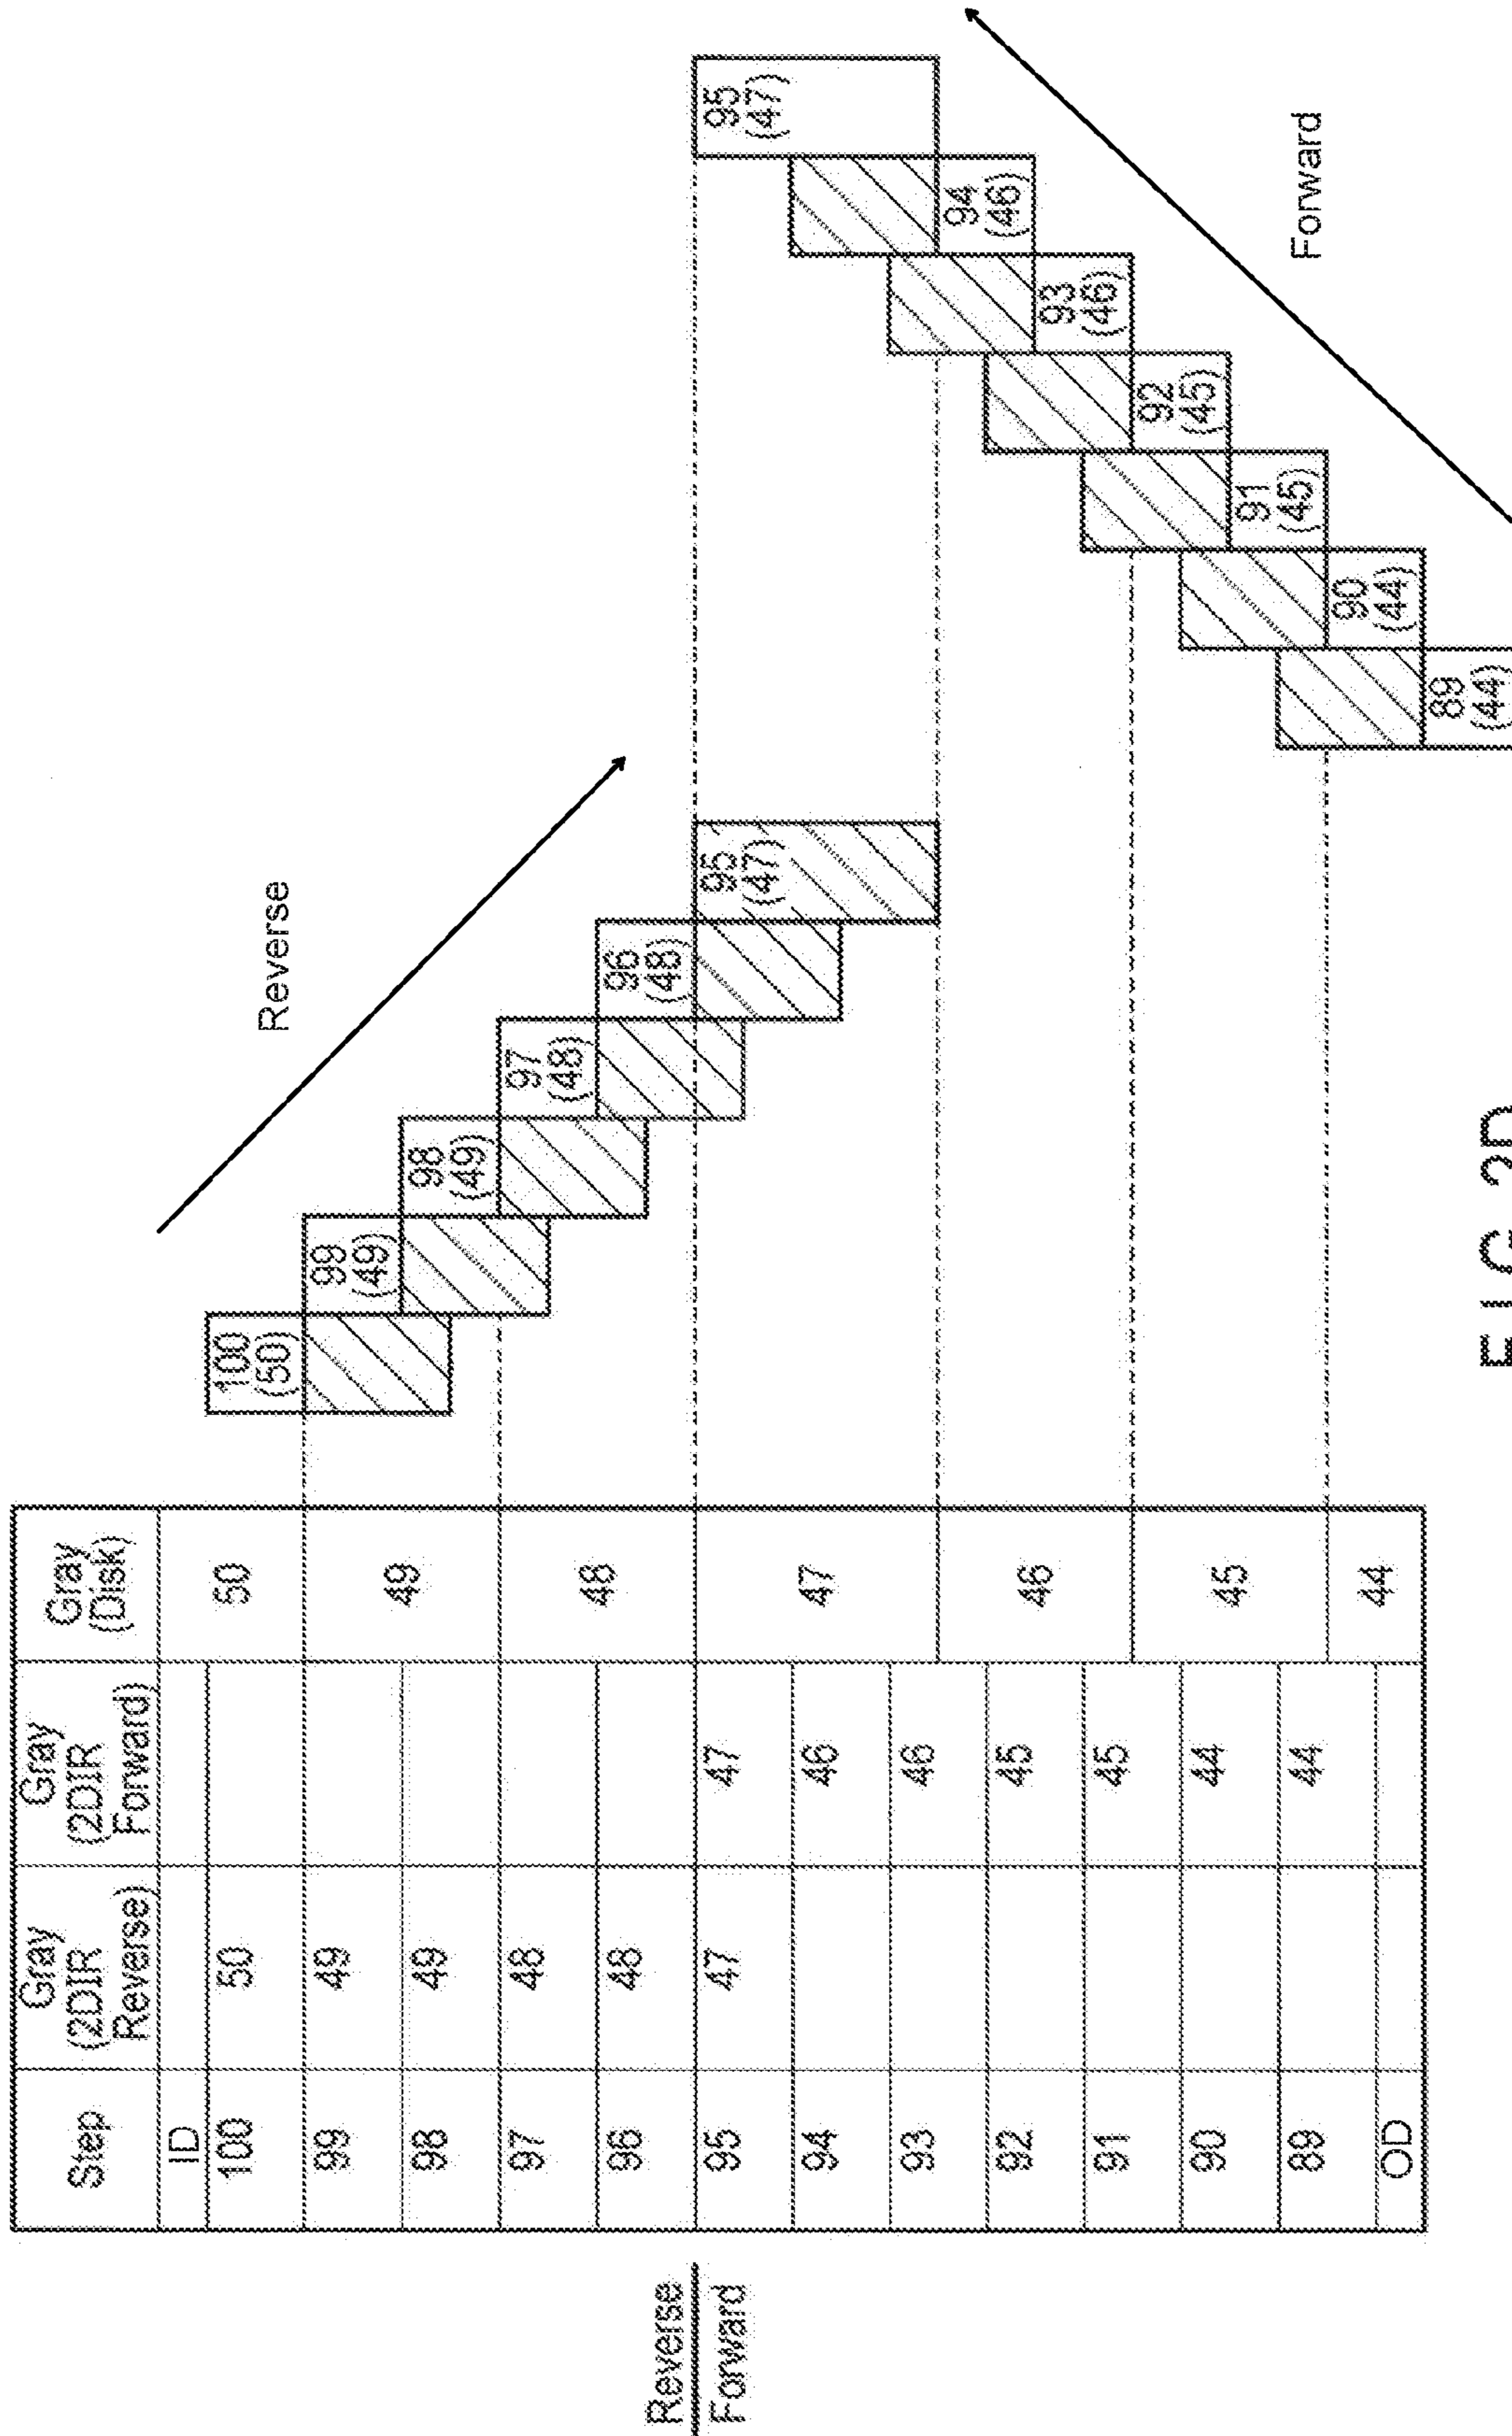 Reverse
Forward
Step
Gray
(2DIR
Reverse)
Gray
(2DIR
Forward)
Gray
(Disk)
ID
100 50
50
99 49
49
98 49
97 48
48
96 48
95 47 47
47
94 46
93 46
46
92 45
91 45
45
90 44
89 44
44
OD
Reverse
100
(50)
99
(49)
98
(49)
97
(48)
96
(48)
95
(47)
Forward
95
(47)
94
(46)
93
(46)
92
(45)
91
(45)
90
(44)
89
(44)